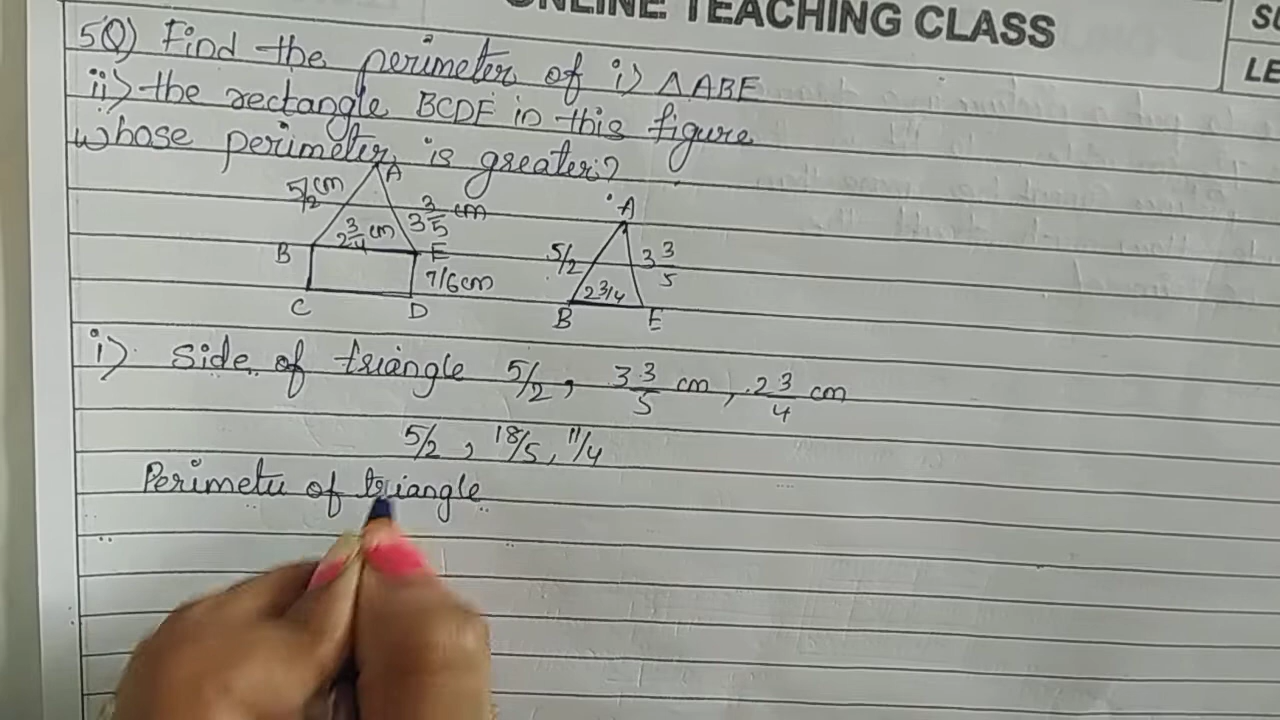 ONLINE TEACHING CLASS
LE
5Q) Find the perimeter of i) △ABE
ii) the rectangle BCDE in this figure
whose perimeter is greater?
A
5/2 cm
3 3/5 cm
2 3/4 cm
B
E
7/6 cm
C
D
A
5/2
3 3/5
2 3/4
B
E
i) Side of triangle 5/2, 3 3/5 cm, 2 3/4 cm
5/2, 18/5, 11/4
Perimeter of triangle